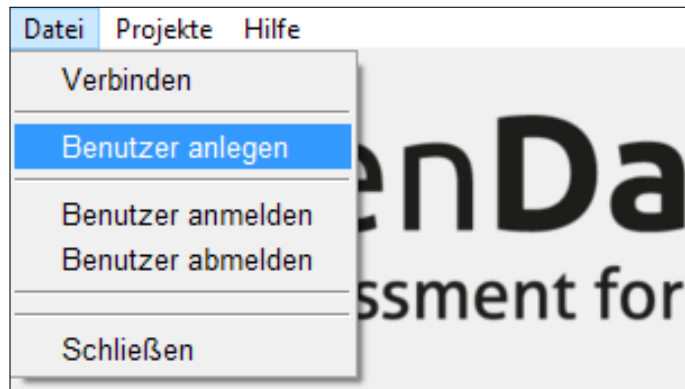 Datei Projekte Hilfe
Verbinden
Benutzer anlegen
enDa
Benutzer anmelden
Benutzer abmelden
ssment for
Schließen